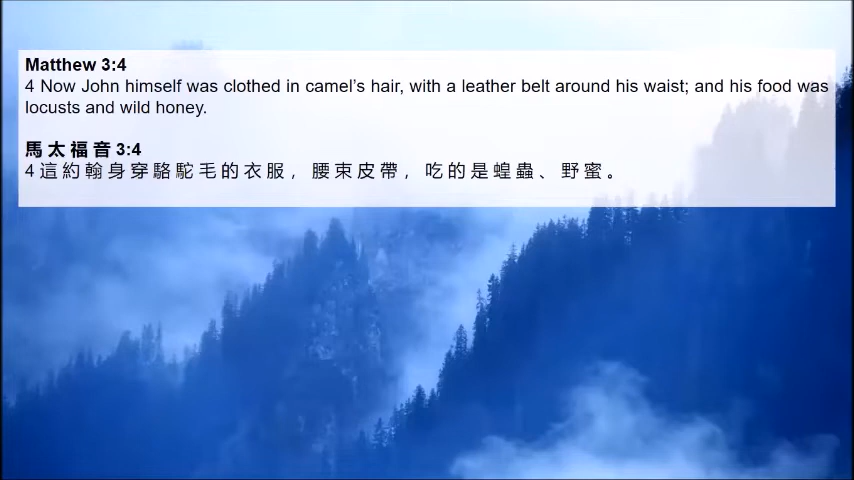 Matthew 3:4
4 Now John himself was clothed in camel’s hair, with a leather belt around his waist; and his food was
locusts and wild honey.
馬太福音 3:4
4 這約翰身穿駱駝毛的衣服，腰束皮帶，吃的是蝗蟲、野蜜。